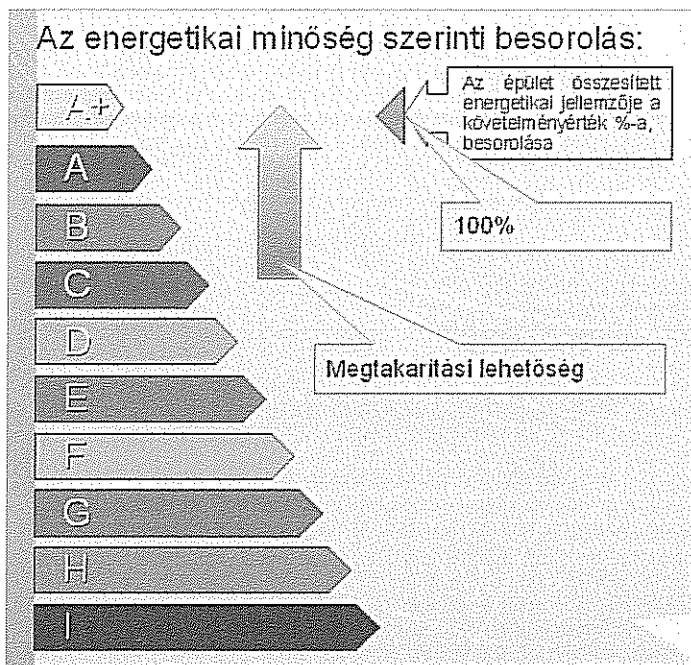 Az energetikai minőség szerinti besorolás:
A+
A
B
C
D
E
F
G
H
I
Az épület összesített
energetikai jellemzője a
követelményérték %-a,
besorolása
100%
Megtakarítási lehetőség